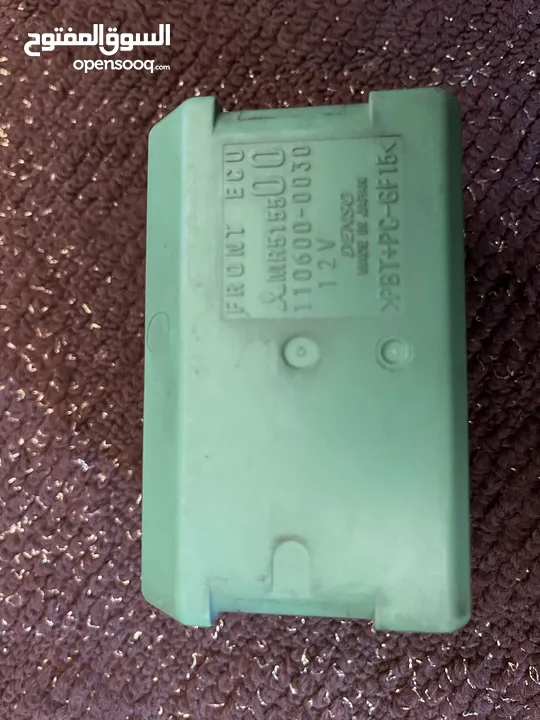 السوق المفتوح
opensooq.com
FRONT ECU
MR515500
110600-0030
12V
DENSO
MADE IN JAPAN
>PBT+PC-GF15<